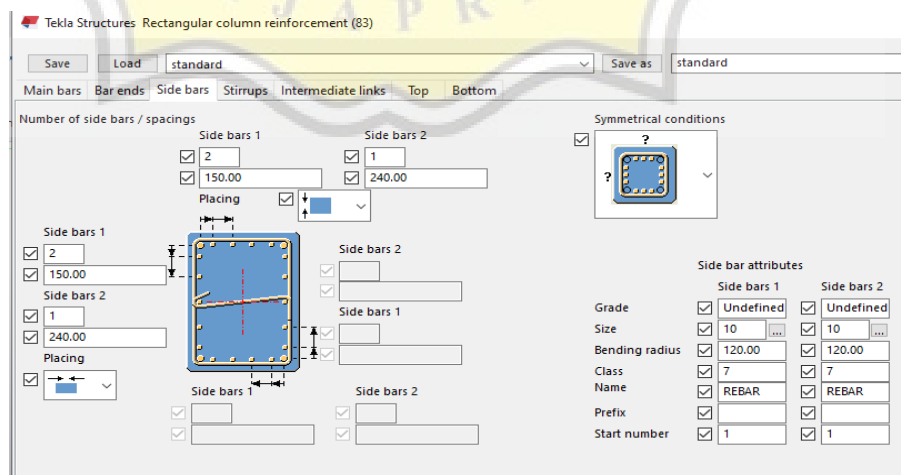 J A P R
Tekla Structures Rectangular column reinforcement (83)
Save Load standard Save as standard
Main bars Bar ends Side bars Stirrups Intermediate links Top Bottom
Number of side bars / spacings
Side bars 1 Side bars 2
2 1
150.00 240.00
Placing
Symmetrical conditions
?
?
Side bars 1
2
150.00
Side bars 2
1
240.00
Placing
Side bars 2
Side bars 1
Side bars 1 Side bars 2
Side bar attributes
Side bars 1 Side bars 2
Grade Undefined Undefined
Size 10 ... 10 ...
Bending radius 120.00 120.00
Class 7 7
Name REBAR REBAR
Prefix
Start number 1 1